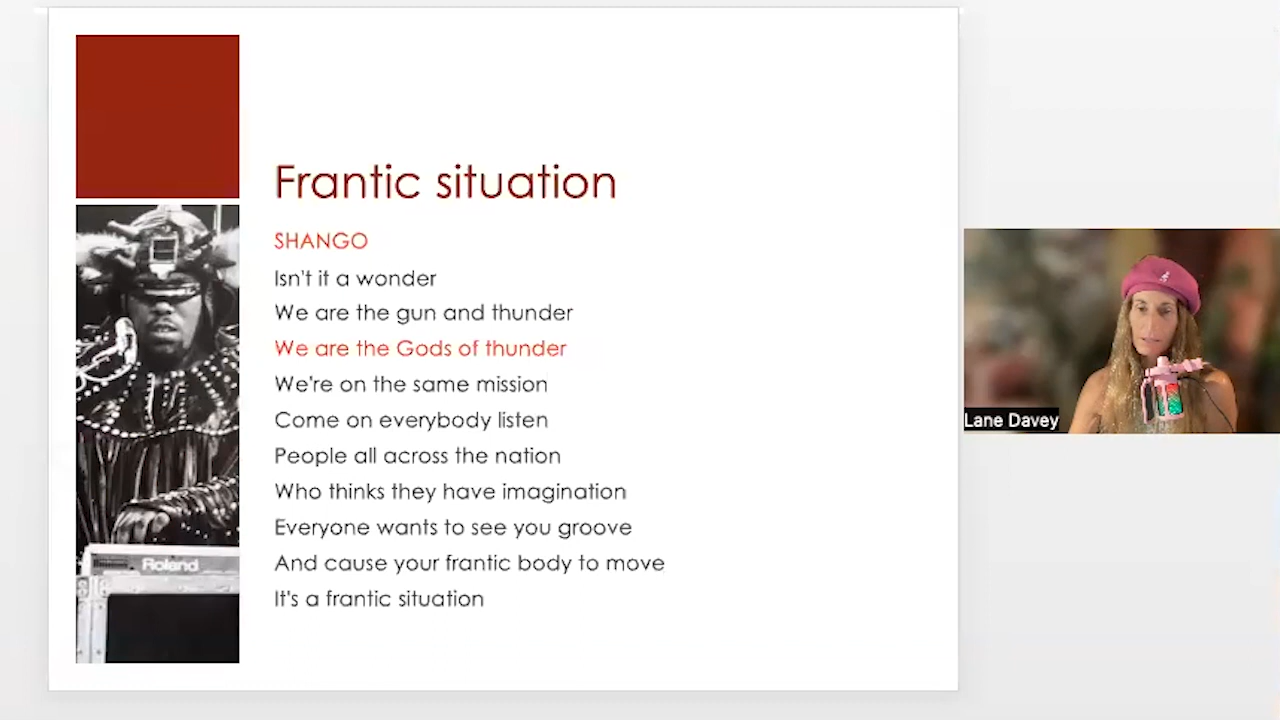 Frantic situation
SHANGO
Isn't it a wonder
We are the gun and thunder
We are the Gods of thunder
We're on the same mission
Come on everybody listen
People all across the nation
Who thinks they have imagination
Everyone wants to see you groove
And cause your frantic body to move
It's a frantic situation
Roland
Lane Davey